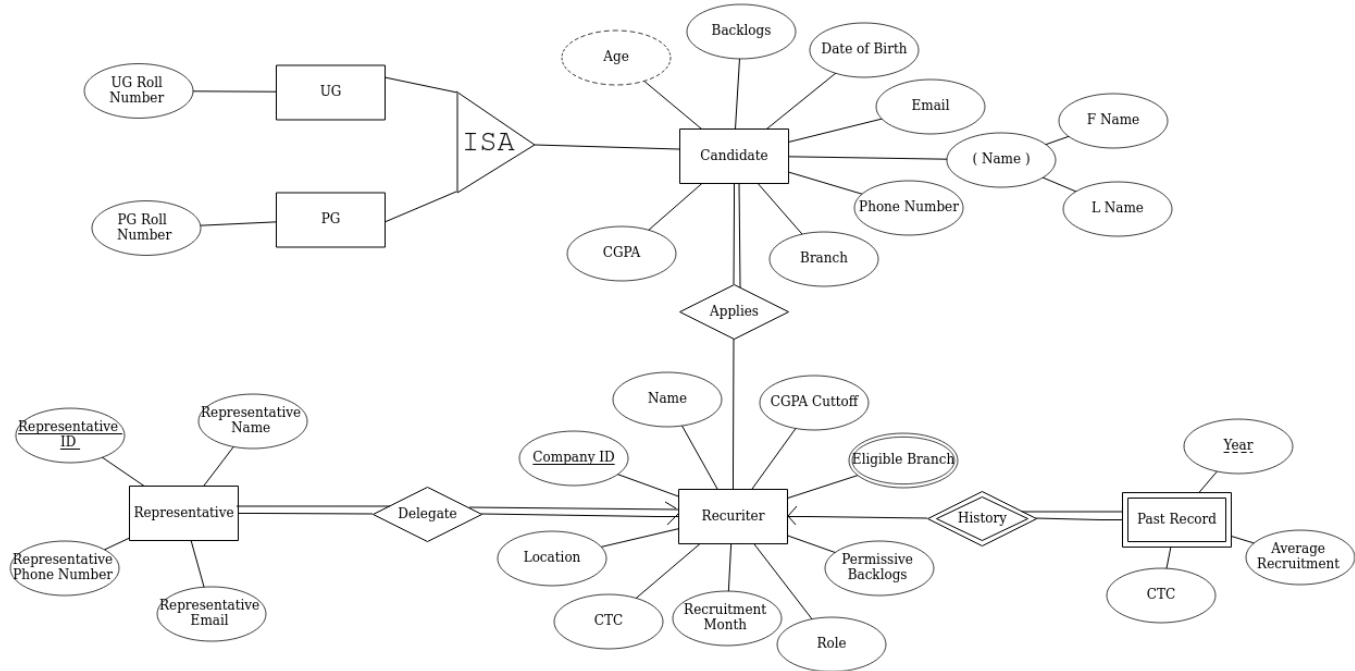 Backlogs
Age
Date of Birth
UG Roll
Number
UG
Email
F Name
ISA
Candidate
( Name )
PG Roll
Number
PG
Phone Number
L Name
CGPA
Branch
Applies
Name
CGPA Cuttoff
Representative
ID
Representative
Name
Company ID
Eligible Branch
Year
Representative
Delegate
Recuriter
History
Past Record
Representative
Phone Number
Location
Permissive
Backlogs
Average
Recruitment
Representative
Email
CTC
Recruitment
Month
Role
CTC